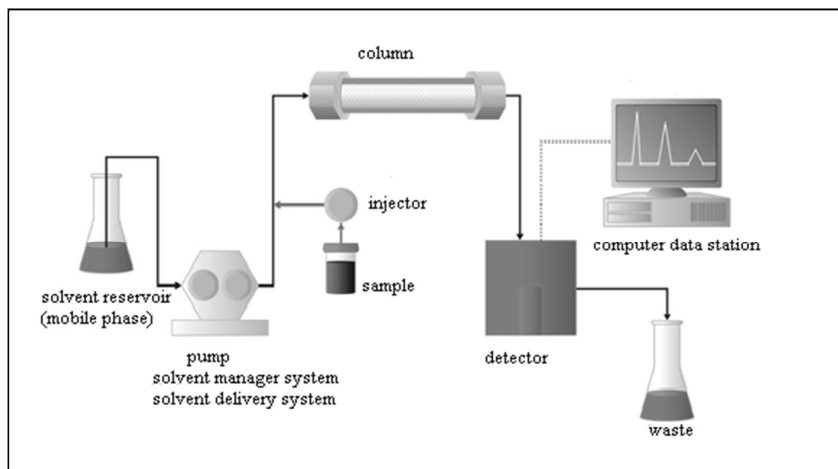 column
injector
sample
solvent reservoir
(mobile phase)
pump
solvent manager system
solvent delivery system
computer data station
detector
waste